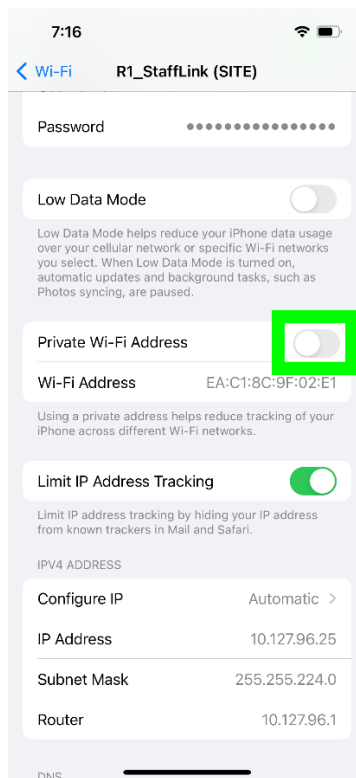 7:16
Wi-Fi
R1_StaffLink (SITE)
Password ●●●●●●●●●●●●●●●●
Low Data Mode
Low Data Mode helps reduce your iPhone data usage
over your cellular network or specific Wi-Fi networks
you select. When Low Data Mode is turned on,
automatic updates and background tasks, such as
Photos syncing, are paused.
Private Wi-Fi Address
Wi-Fi Address EA:C1:8C:9F:02:E1
Using a private address helps reduce tracking of your
iPhone across different Wi-Fi networks.
Limit IP Address Tracking
Limit IP address tracking by hiding your IP address
from known trackers in Mail and Safari.
IPV4 ADDRESS
Configure IP Automatic
IP Address 10.127.96.25
Subnet Mask 255.255.224.0
Router 10.127.96.1
DNS